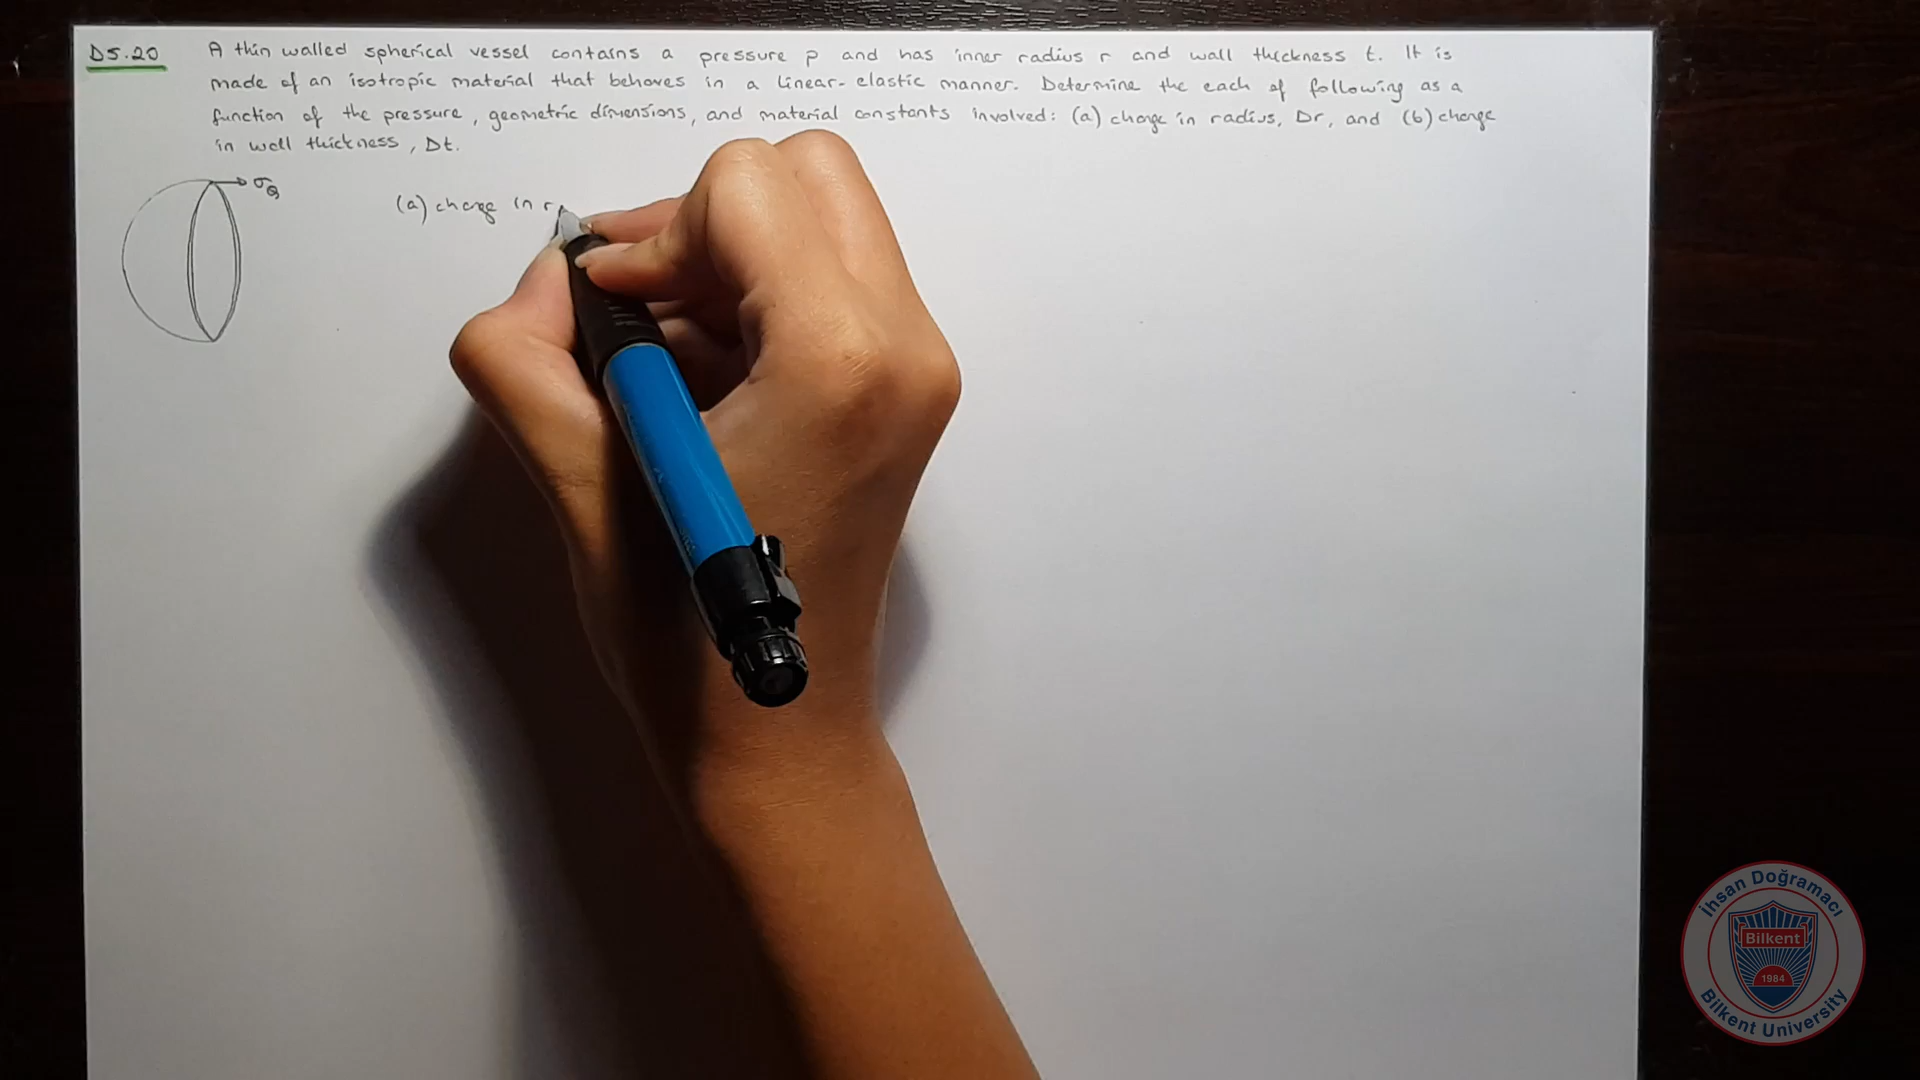 D5.20 A thin walled spherical vessel contains a pressure p and has inner radius r and wall thickness t. It is
made of an isotropic material that behaves in a linear-elastic manner. Determine the each of following as a
function of the pressure, geometric dimensions, and material constants involved: (a) change in radius, Dr, and (b) change
in wall thickness, Dt.
σθ
(a) change in r
İhsan Doğramacı
Bilkent
1984
Bilkent University